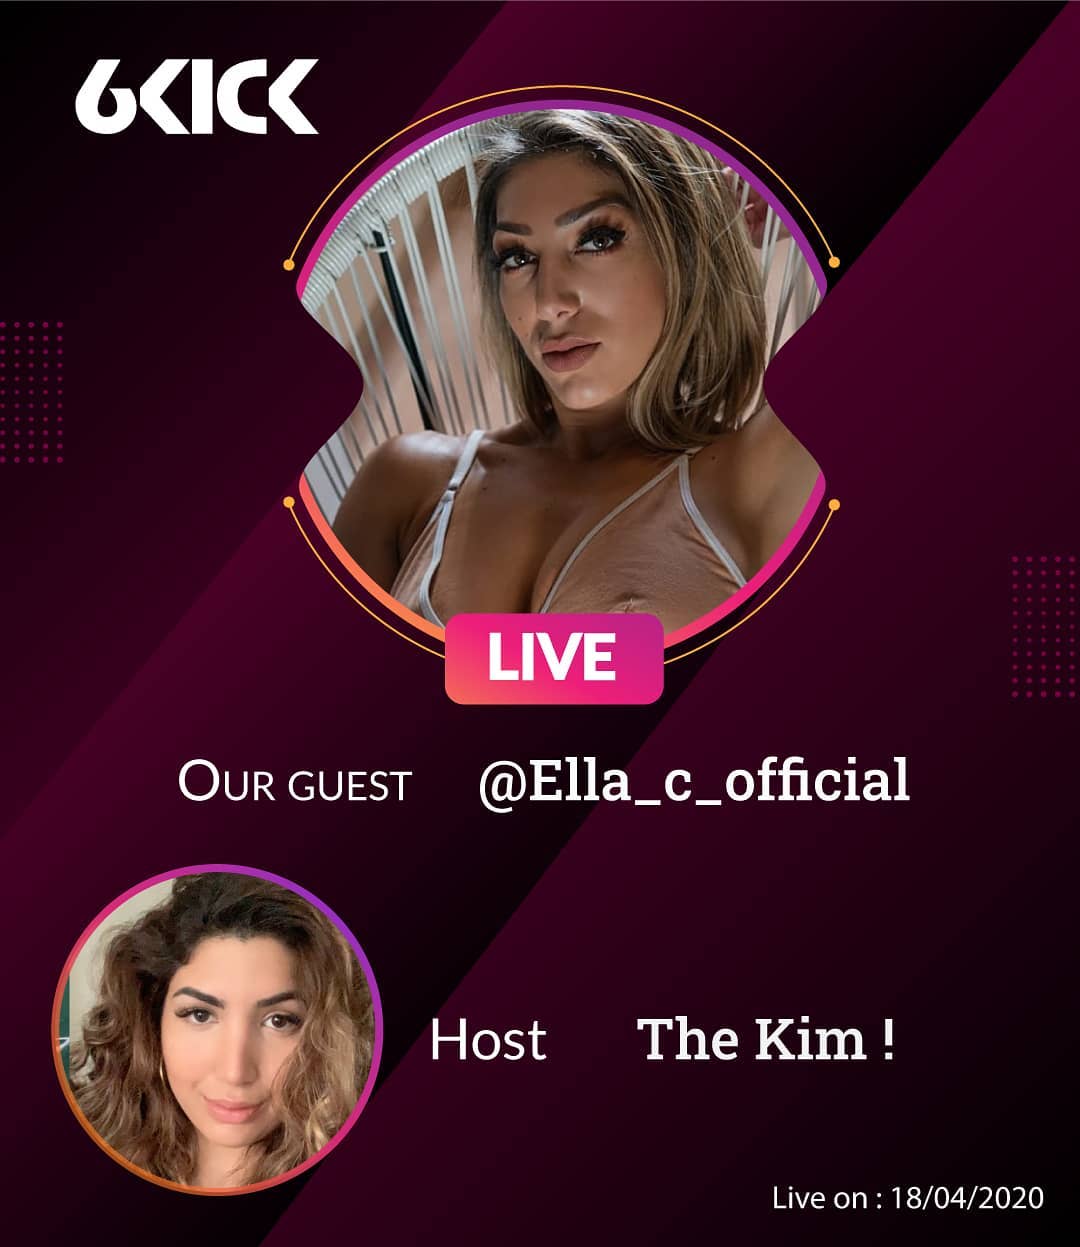 6KICK
LIVE
OUR GUEST @Ella_c_official
Host The Kim !
Live on : 18/04/2020